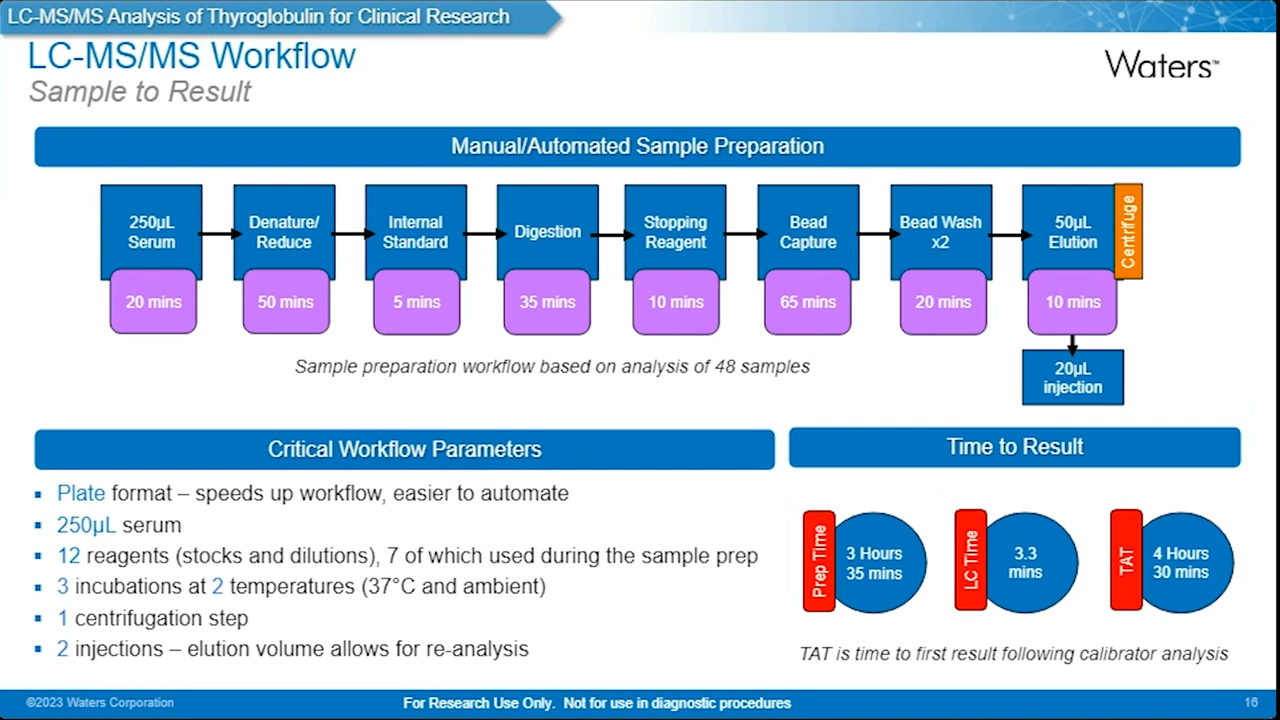 LC-MS/MS Analysis of Thyroglobulin for Clinical Research
LC-MS/MS Workflow
Sample to Result
Waters™
Manual/Automated Sample Preparation
250µL
Serum
Denature/
Reduce
Internal
Standard
Digestion
Stopping
Reagent
Bead
Capture
Bead Wash
x2
50µL
Elution
Centrifuge
20 mins
50 mins
5 mins
35 mins
10 mins
65 mins
20 mins
10 mins
Sample preparation workflow based on analysis of 48 samples
20µL
injection
Critical Workflow Parameters
▪ Plate format – speeds up workflow, easier to automate
▪ 250µL serum
▪ 12 reagents (stocks and dilutions), 7 of which used during the sample prep
▪ 3 incubations at 2 temperatures (37°C and ambient)
▪ 1 centrifugation step
▪ 2 injections – elution volume allows for re-analysis
Time to Result
Prep Time
3 Hours
35 mins
LC Time
3.3
mins
TAT
4 Hours
30 mins
TAT is time to first result following calibrator analysis
©2023 Waters Corporation
For Research Use Only. Not for use in diagnostic procedures
16